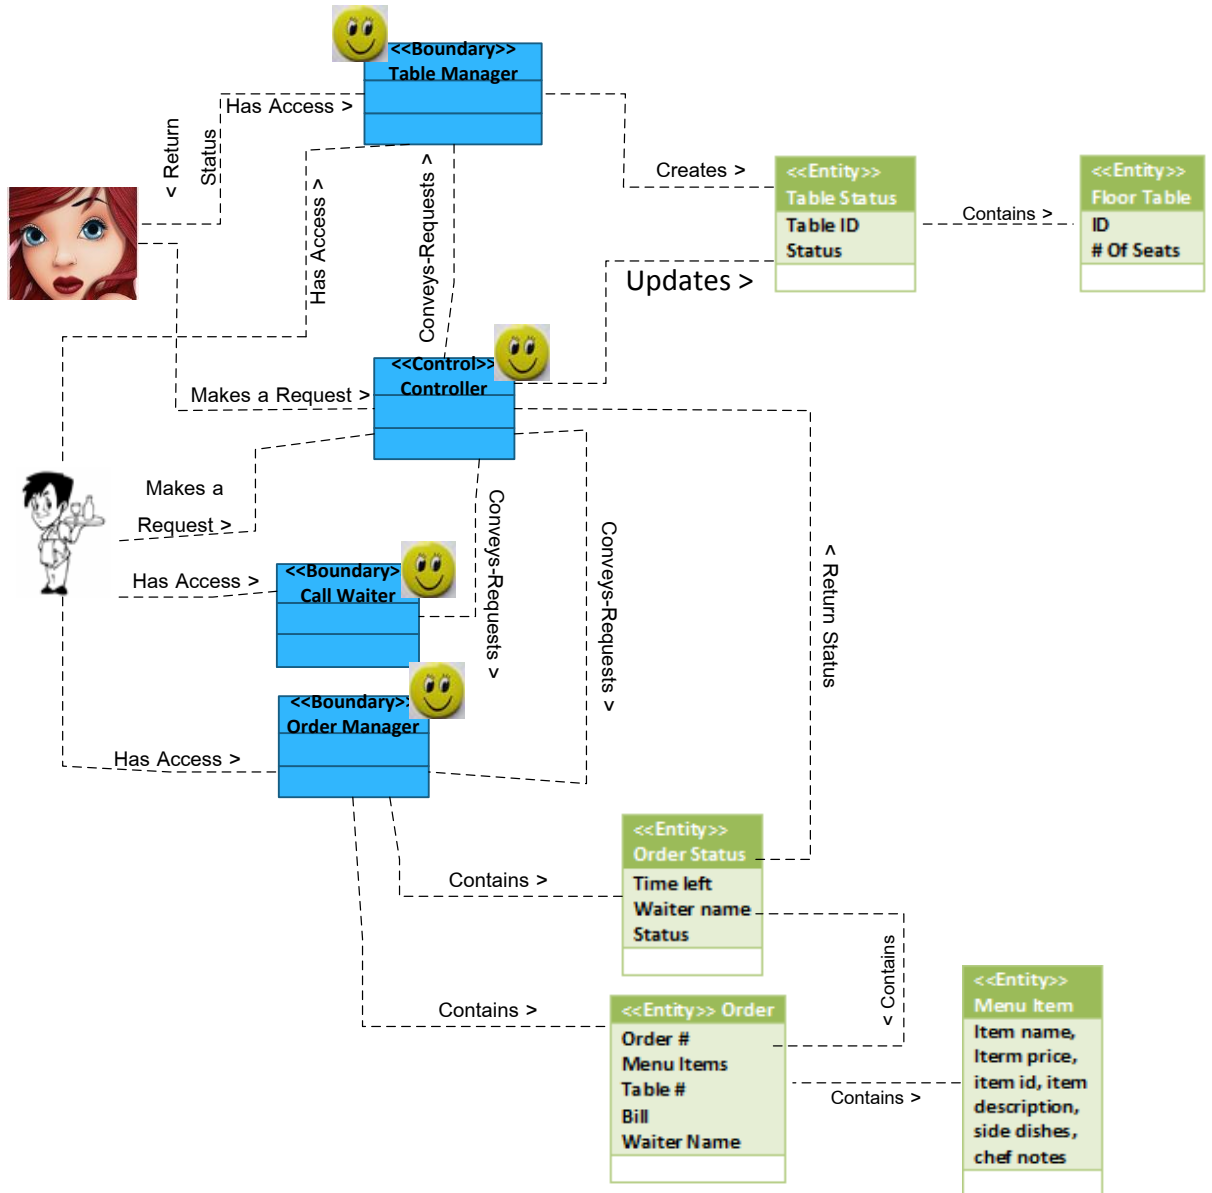 <<Boundary>>
Table Manager
Has Access >
< Return
Status
Has Access >
Conveys-Requests >
Creates >
<<Entity>>
Table Status
Table ID
Status
Contains >
<<Entity>>
Floor Table
ID
# Of Seats
Updates >
<<Control>>
Controller
Makes a Request >
Makes a
Request >
Has Access >
<<Boundary>
Call Waiter
Conveys-Requests >
Conveys-Requests >
< Return Status
<<Boundary>>
Order Manager
Has Access >
Contains >
<<Entity>>
Order Status
Time left
Waiter name
Status
< Contains
Contains >
<<Entity>> Order
Order #
Menu Items
Table #
Bill
Waiter Name
Contains >
<<Entity>>
Menu Item
Item name,
Iterm price,
item id, item
description,
side dishes,
chef notes